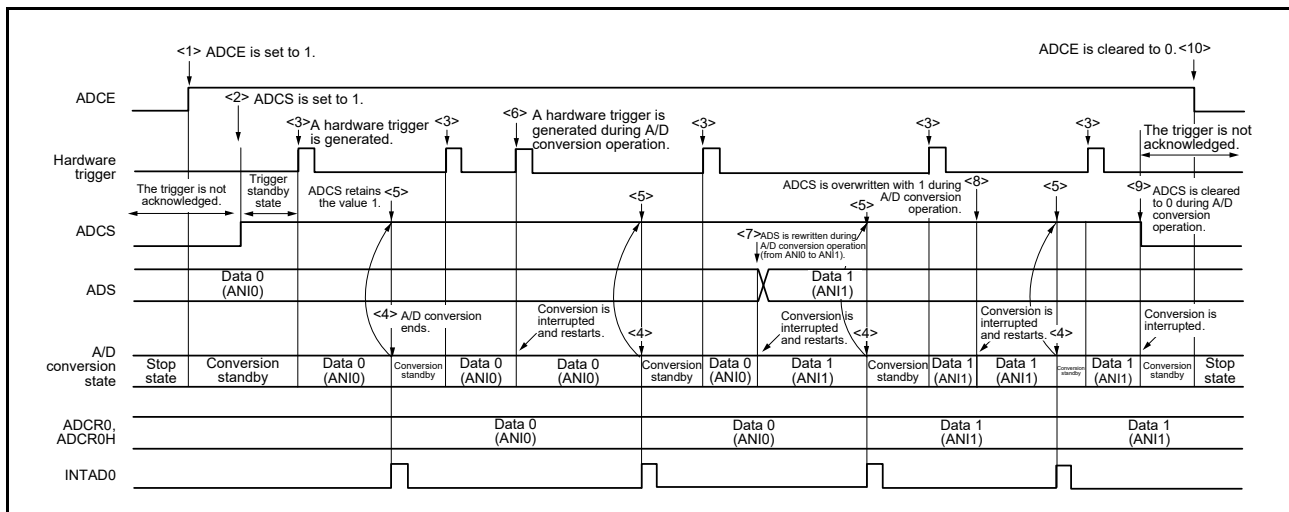 <1> ADCE is set to 1.
ADCE is cleared to 0. <10>
ADCE
<2> ADCS is set to 1.
<3> A hardware trigger
is generated.
<3>
<6> A hardware trigger is
generated during A/D
conversion operation.
<3>
<3>
<3>
The trigger is not
acknowledged.
Hardware
trigger
The trigger is not
acknowledged.
Trigger
standby
state
ADCS retains
the value 1.
<5>
<5>
ADCS is overwritten with 1 during
A/D conversion
operation.
<8>
<5>
<5>
<9> ADCS is cleared
to 0 during A/D
conversion
operation.
ADCS
<7> ADS is rewritten during
A/D conversion operation
(from ANI0 to ANI1).
ADS
Data 0
(ANI0)
Data 1
(ANI1)
<4> A/D conversion
ends.
Conversion is
interrupted
and restarts.
<4>
Conversion is
interrupted
and restarts.
<4>
Conversion is
interrupted
and restarts.
<4>
Conversion
is interrupted.
A/D
conversion
state
Stop
state
Conversion
standby
Data 0
(ANI0)
Conversion
standby
Data 0
(ANI0)
Data 0
(ANI0)
Conversion
standby
Data 0
(ANI0)
Data 1
(ANI1)
Conversion
standby
Data 1
(ANI1)
Data 1
(ANI1)
Conversion
standby
Data 1
(ANI1)
Conversion
standby
Stop
state
ADCR0,
ADCR0H
Data 0
(ANI0)
Data 0
(ANI0)
Data 1
(ANI1)
Data 1
(ANI1)
INTAD0